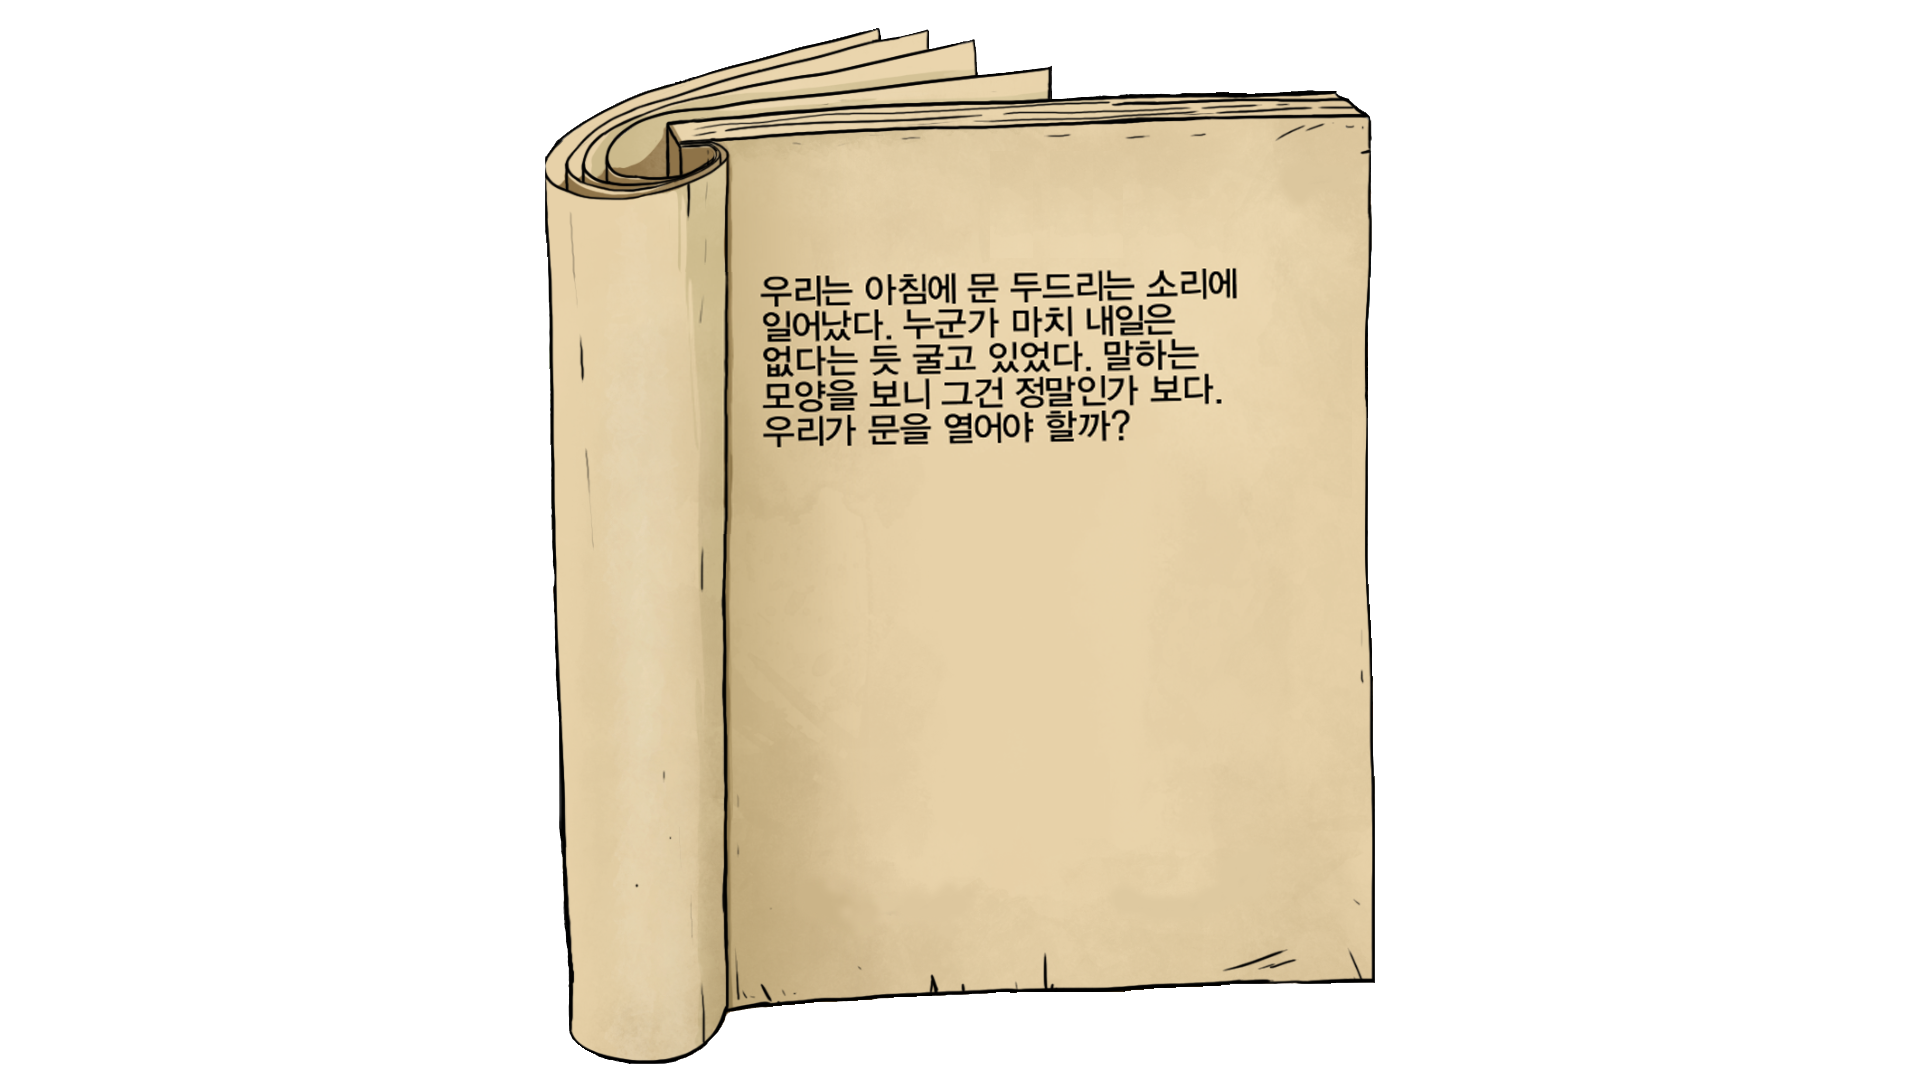 우리는 아침에 문 두드리는 소리에
일어났다. 누군가 마치 내일은
없다는 듯 굴고 있었다. 말하는
모양을 보니 그건 정말인가 보다.
우리가 문을 열어야 할까?